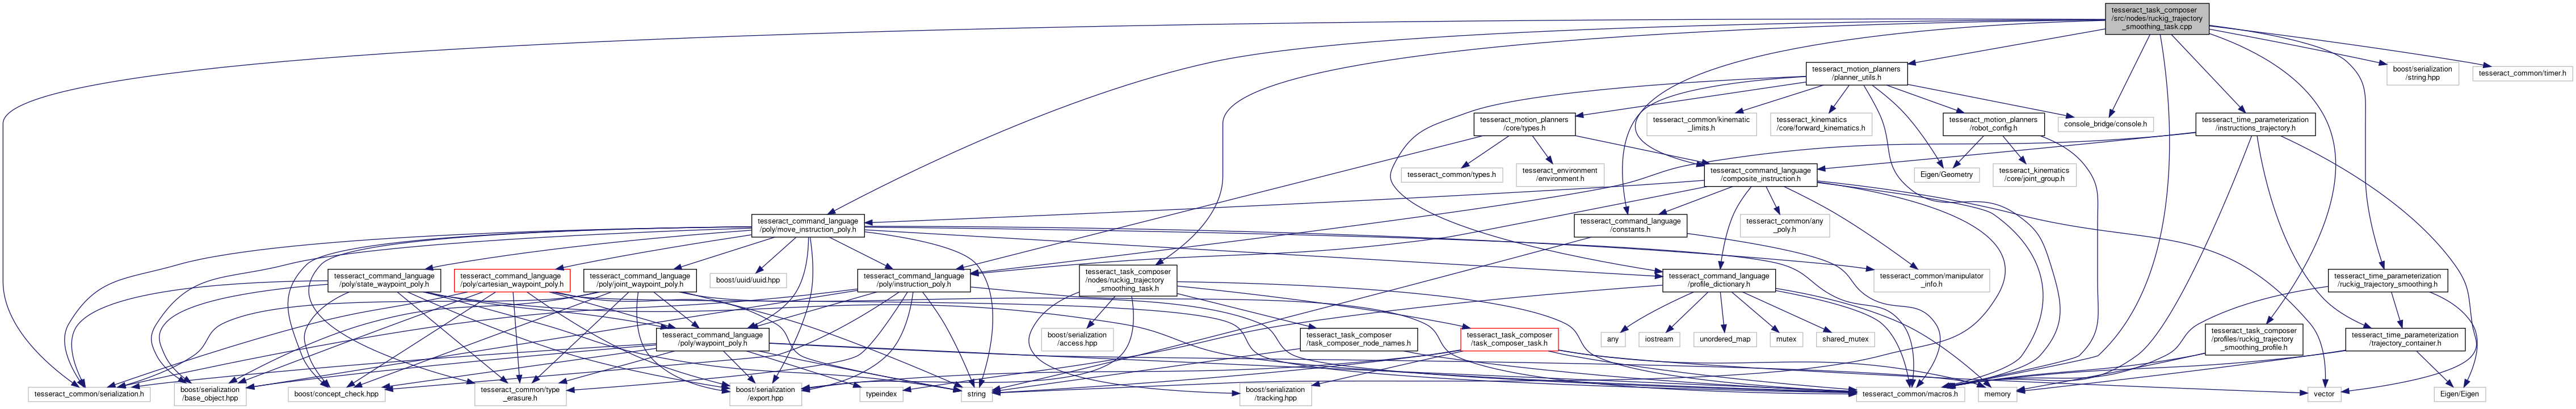 tesseract_task_composer
/src/nodes/ruckig_trajectory
_smoothing_task.cpp
tesseract_motion_planners
/planner_utils.h
boost/serialization
/string.hpp
tesseract_common/timer.h
tesseract_motion_planners
/core/types.h
tesseract_common/kinematic
_limits.h
tesseract_kinematics
/core/forward_kinematics.h
tesseract_motion_planners
/robot_config.h
console_bridge/console.h
tesseract_time_parameterization
/instructions_trajectory.h
tesseract_common/types.h
tesseract_environment
/environment.h
tesseract_command_language
/composite_instruction.h
Eigen/Geometry
tesseract_kinematics
/core/joint_group.h
tesseract_command_language
/poly/move_instruction_poly.h
tesseract_command_language
/constants.h
tesseract_common/any
_poly.h
tesseract_command_language
/poly/state_waypoint_poly.h
tesseract_command_language
/poly/cartesian_waypoint_poly.h
tesseract_command_language
/poly/joint_waypoint_poly.h
boost/uuid/uuid.hpp
tesseract_command_language
/poly/instruction_poly.h
tesseract_task_composer
/nodes/ruckig_trajectory
_smoothing_task.h
tesseract_command_language
/profile_dictionary.h
tesseract_common/manipulator
_info.h
tesseract_time_parameterization
/ruckig_trajectory_smoothing.h
tesseract_command_language
/poly/waypoint_poly.h
boost/serialization
/access.hpp
tesseract_task_composer
/task_composer_node_names.h
tesseract_task_composer
/task_composer_task.h
any
iostream
unordered_map
mutex
shared_mutex
tesseract_task_composer
/profiles/ruckig_trajectory
_smoothing_profile.h
tesseract_time_parameterization
/trajectory_container.h
tesseract_common/serialization.h
boost/serialization
/base_object.hpp
boost/concept_check.hpp
tesseract_common/type
_erasure.h
boost/serialization
/export.hpp
typeindex
string
boost/serialization
/tracking.hpp
tesseract_common/macros.h
memory
vector
Eigen/Eigen